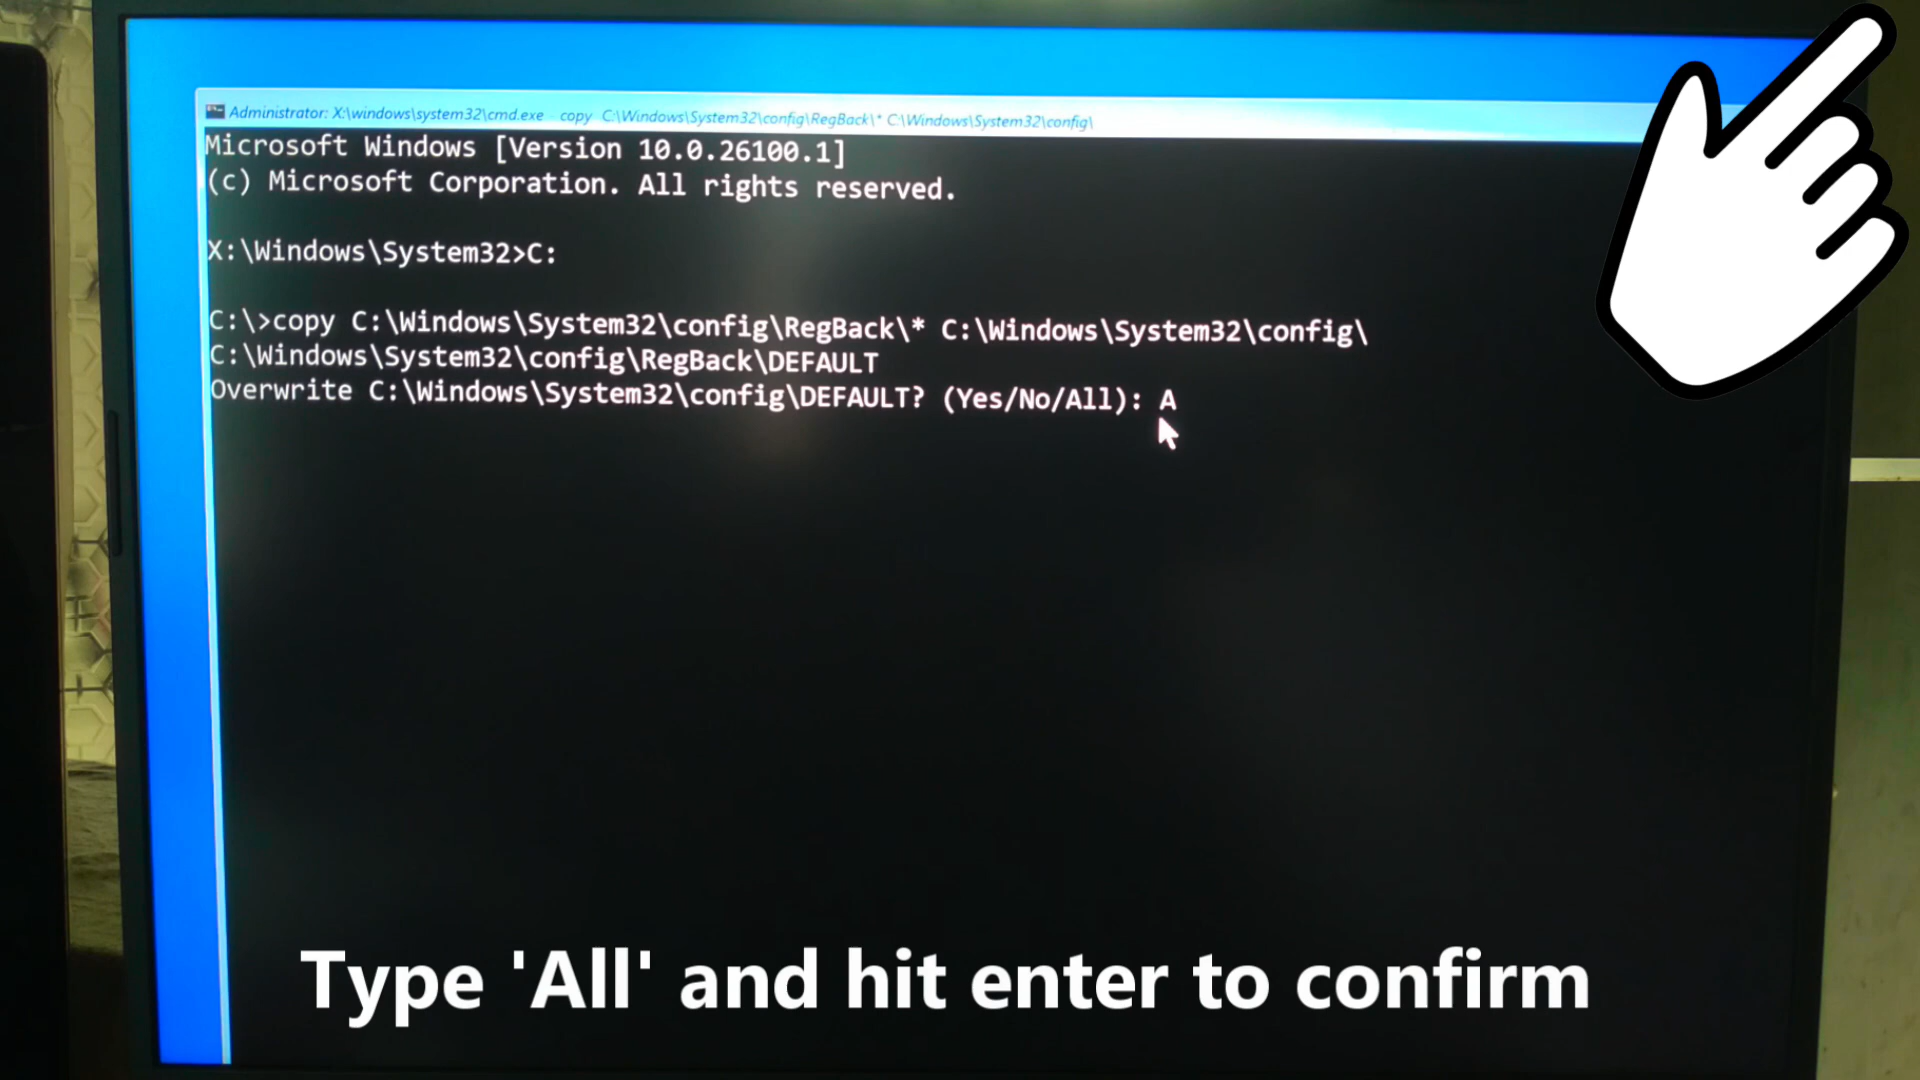 Administrator: X:\windows\system32\cmd.exe - copy C:\Windows\System32\config\RegBack\* C:\Windows\System32\config\
Microsoft Windows [Version 10.0.26100.1]
(c) Microsoft Corporation. All rights reserved.
X:\Windows\System32>C:
C:\>copy C:\Windows\System32\config\RegBack\* C:\Windows\System32\config\
C:\Windows\System32\config\RegBack\DEFAULT
Overwrite C:\Windows\System32\config\DEFAULT? (Yes/No/All): A
Type 'All' and hit enter to confirm